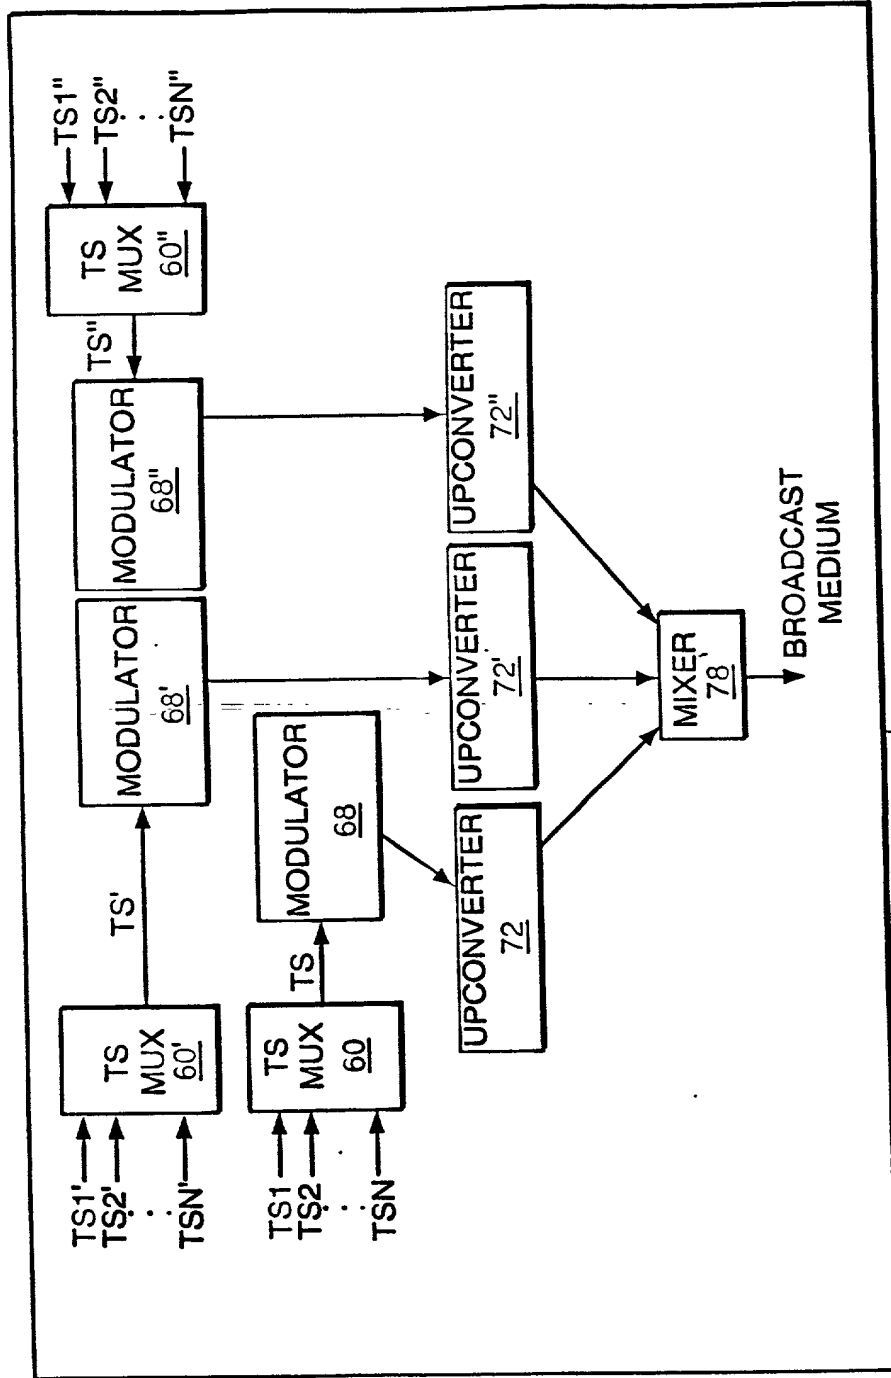 TS1'
TS2'
. . .
TSN'
TS
MUX
60'
TS'
MODULATOR
68'
MODULATOR
68"
TS"
TS
MUX
60"
TS1"
TS2"
. . .
TSN"
TS1
TS2
. . .
TSN
TS
MUX
60
TS
MODULATOR
68
UPCONVERTER
72
UPCONVERTER
72'
UPCONVERTER
72"
MIXER
78
BROADCAST
MEDIUM